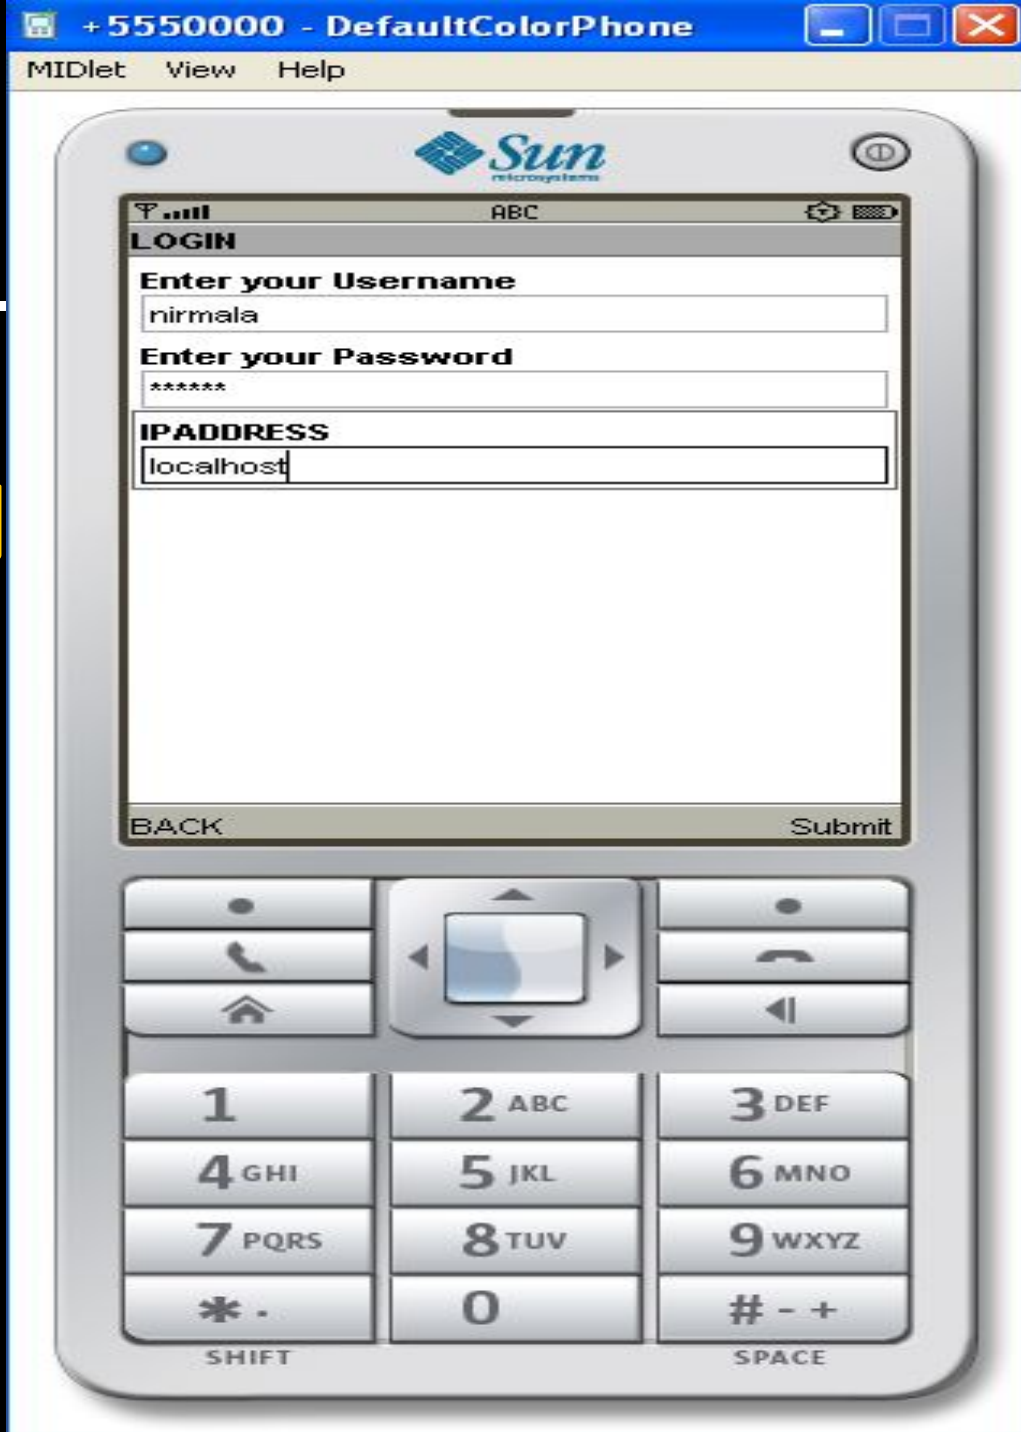 +5550000 - DefaultColorPhone
MIDlet View Help
Sun
microsystems
ABC
LOGIN
Enter your Username
nirmala
Enter your Password
******
IPADDRESS
localhost
BACK Submit
1 2 ABC 3 DEF
4 GHI 5 JKL 6 MNO
7 PQRS 8 TUV 9 WXYZ
* . 0 # - +
SHIFT SPACE